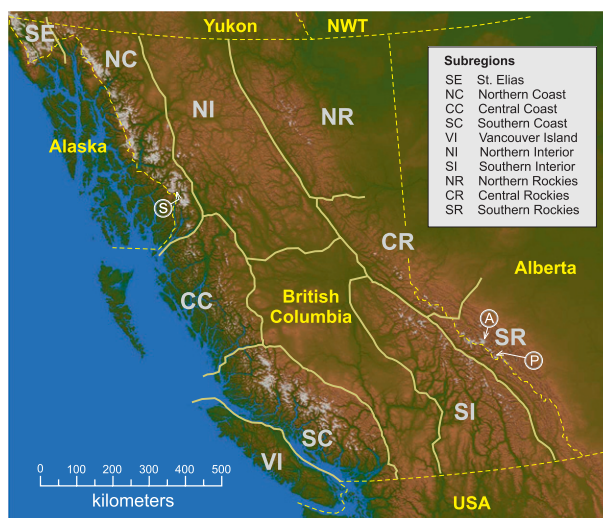 SE
Yukon
NWT
NC
NI
NR
Alaska
S
CR
CC
British
Columbia
Alberta
A
SR
P
SI
SC
VI
USA
0 100 200 300 400 500
kilometers
Subregions
SE St. Elias
NC Northern Coast
CC Central Coast
SC Southern Coast
VI Vancouver Island
NI Northern Interior
SI Southern Interior
NR Northern Rockies
CR Central Rockies
SR Southern Rockies